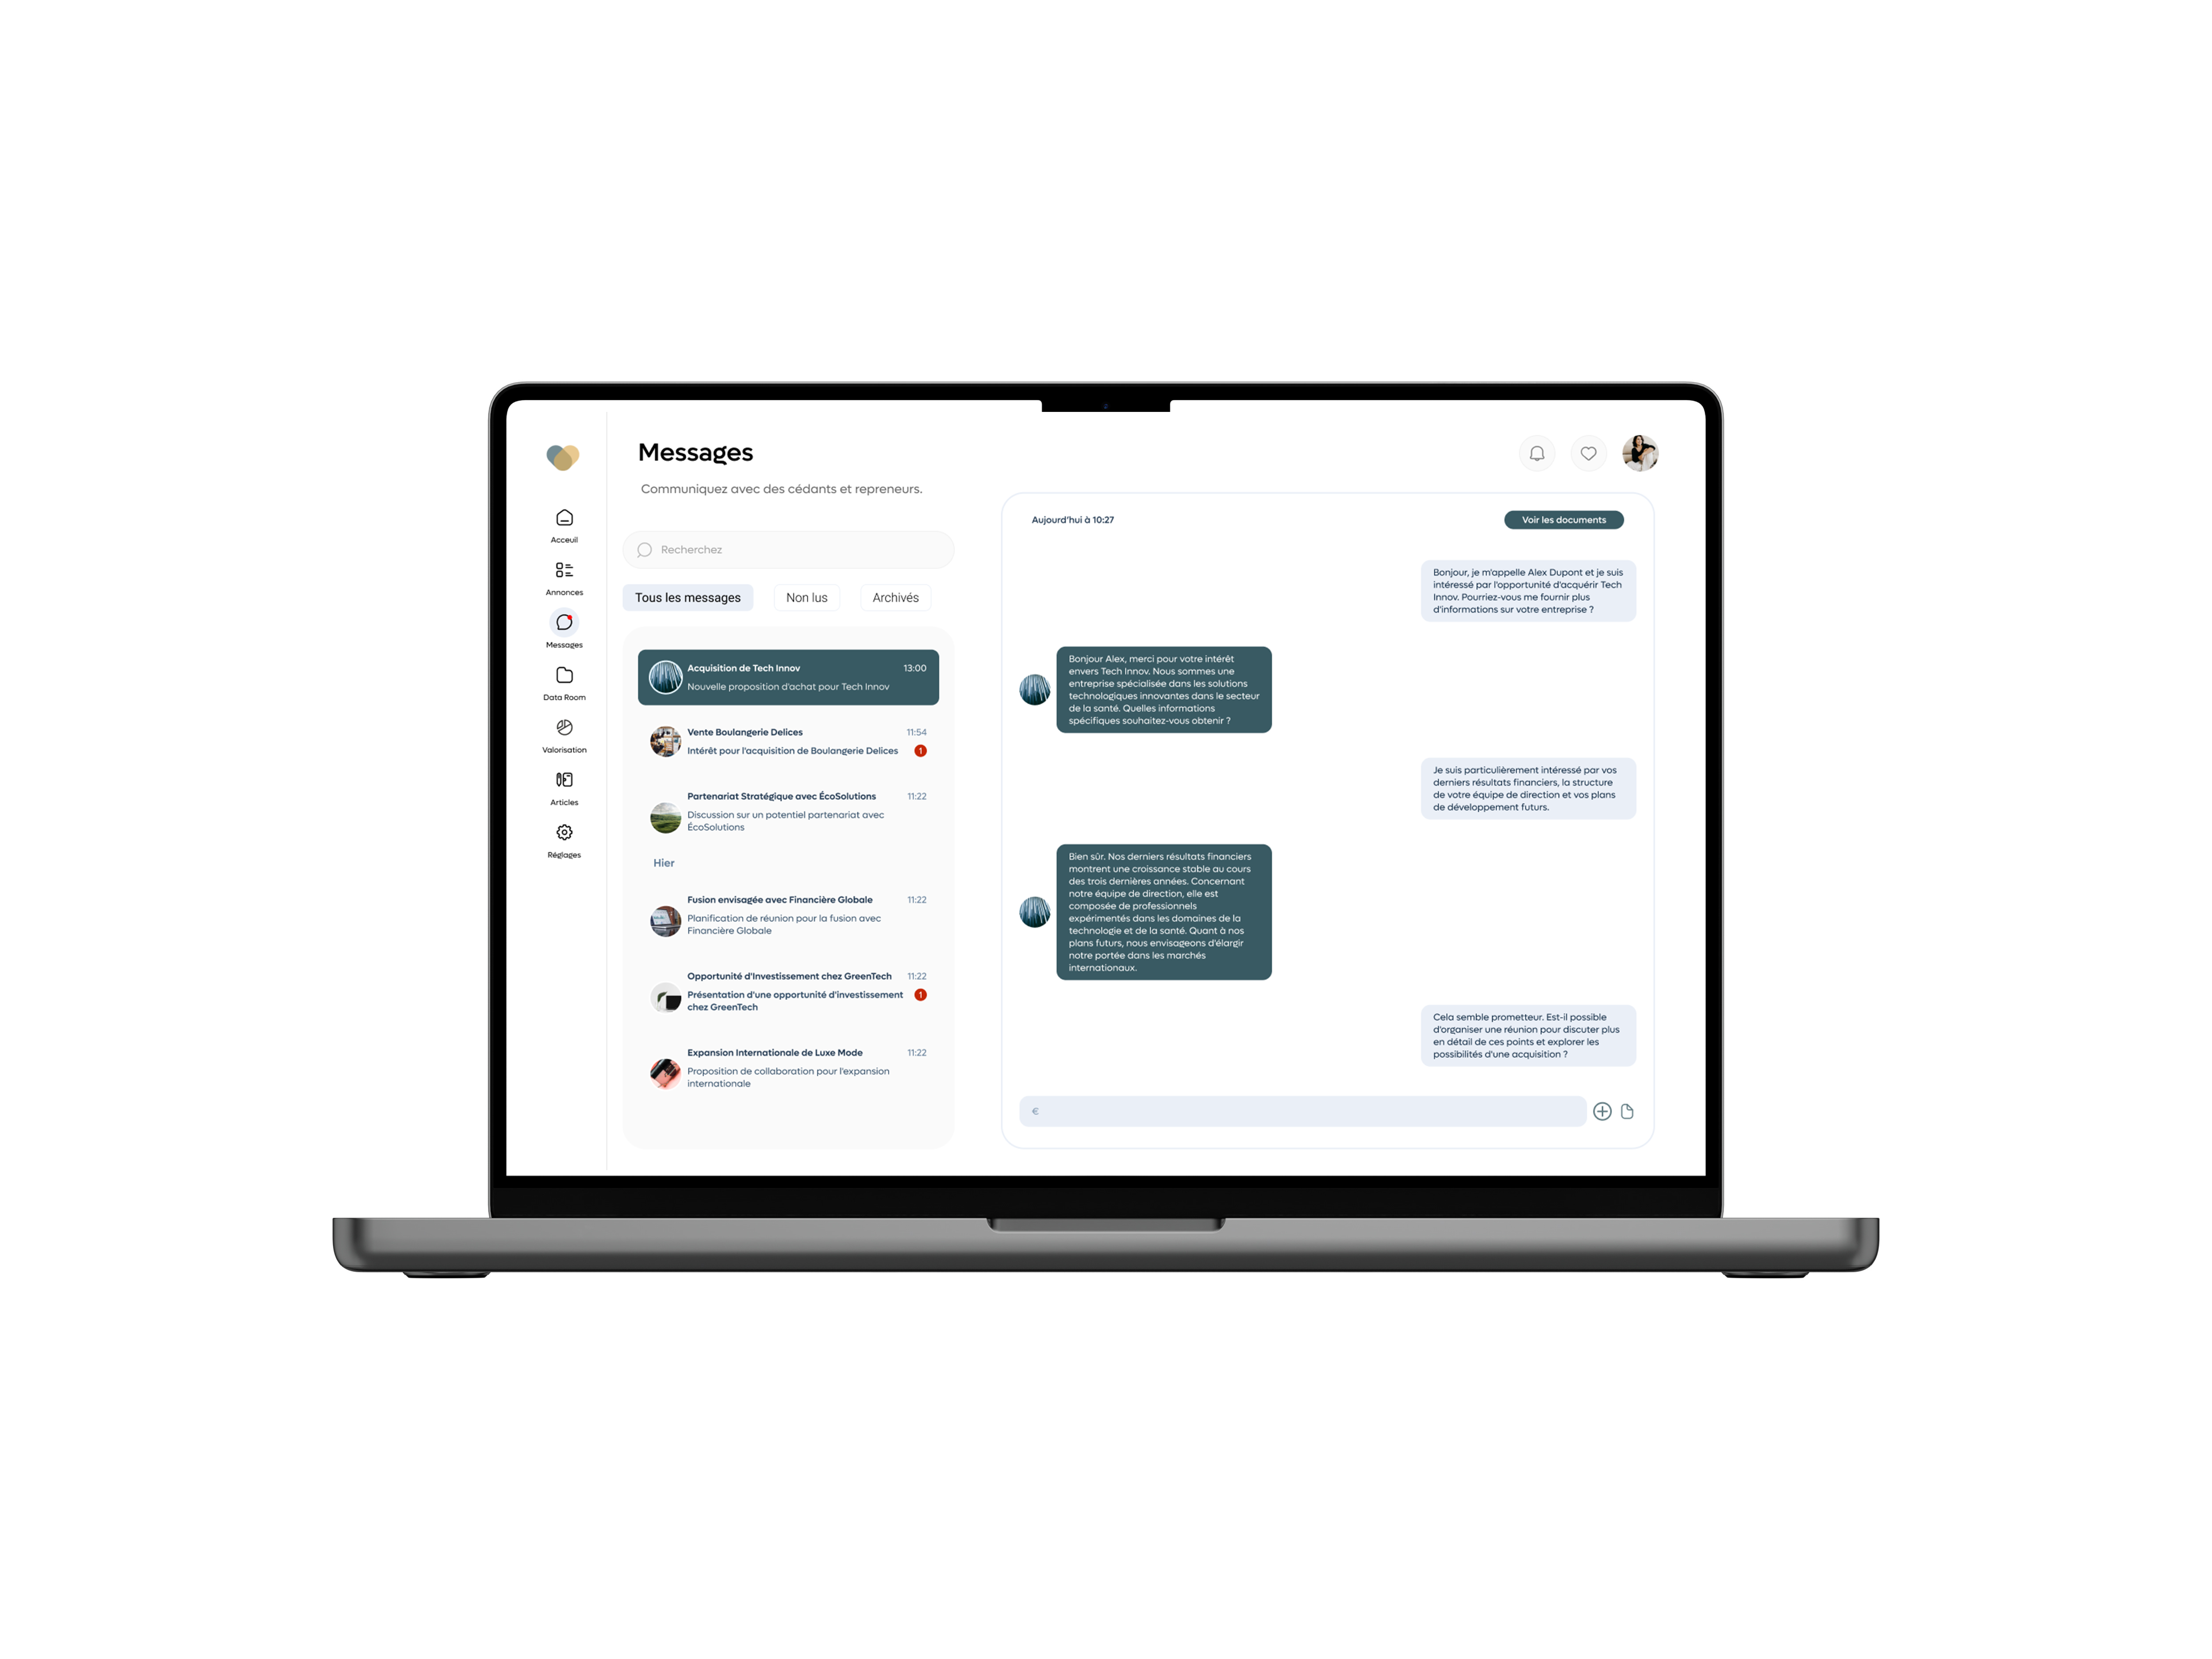 Messages
Communiquez avec des cédants et repreneurs.
Acceuil
Annonces
Messages
Data Room
Valorisation
Articles
Réglages
Recherchez
Tous les messages
Non lus
Archivés
Acquisition de Tech Innov
13:00
Nouvelle proposition d'achat pour Tech Innov
Vente Boulangerie Delices
11:54
Intérêt pour l'acquisition de Boulangerie Delices
1
Partenariat Stratégique avec ÉcoSolutions
11:22
Discussion sur un potentiel partenariat avec
ÉcoSolutions
Hier
Fusion envisagée avec Financière Globale
11:22
Planification de réunion pour la fusion avec
Financière Globale
Opportunité d'Investissement chez GreenTech
11:22
Présentation d'une opportunité d'investissement
chez GreenTech
1
Expansion Internationale de Luxe Mode
11:22
Proposition de collaboration pour l'expansion
internationale
Aujourd'hui à 10:27
Voir les documents
Bonjour, je m'appelle Alex Dupont et je suis
intéressé par l'opportunité d'acquérir Tech
Innov. Pourriez-vous me fournir plus
d'informations sur votre entreprise ?
Bonjour Alex, merci pour votre intérêt
envers Tech Innov. Nous sommes une
entreprise spécialisée dans les solutions
technologiques innovantes dans le secteur
de la santé. Quelles informations
spécifiques souhaitez-vous obtenir ?
Je suis particulièrement intéressé par vos
derniers résultats financiers, la structure
de votre équipe de direction et vos plans
de développement futurs.
Bien sûr. Nos derniers résultats financiers
montrent une croissance stable au cours
des trois dernières années. Concernant
notre équipe de direction, elle est
composée de professionnels
expérimentés dans les domaines de la
technologie et de la santé. Quant à nos
plans futurs, nous envisageons d'élargir
notre portée dans les marchés
internationaux.
Cela semble prometteur. Est-il possible
d'organiser une réunion pour discuter plus
en détail de ces points et explorer les
possibilités d'une acquisition ?
€